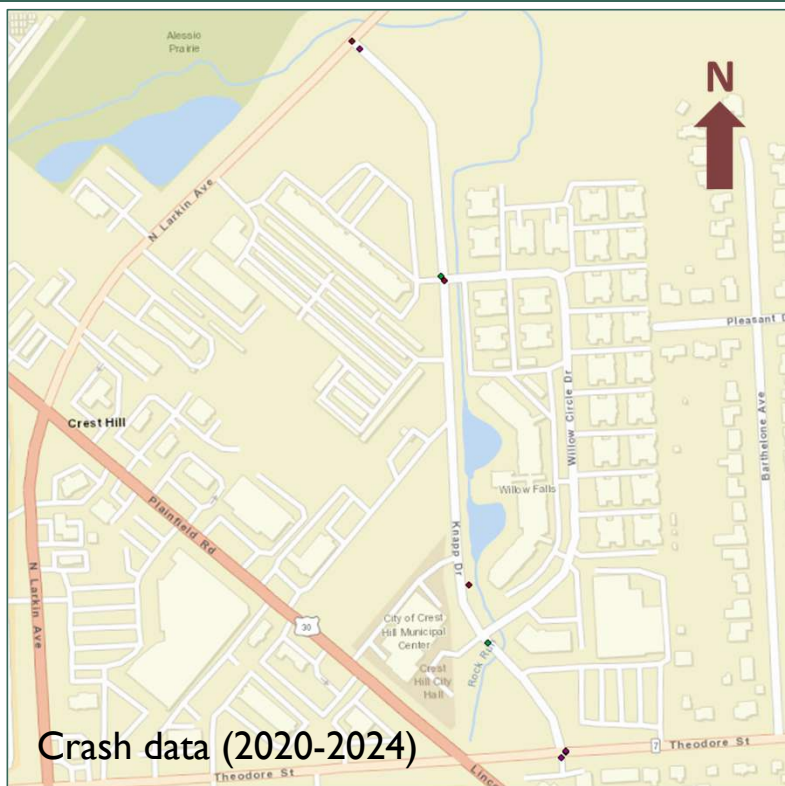 Alessio
Prairie
N
N Larkin Ave
Pleasant
Crest Hill
Willow Circle Dr
Barthelone Ave
Willow Falls
Plainfield Rd
Knapp Dr
N Larkin Ave
30
City of Crest
Hill Municipal
Center
Crest
Hill City
Hall
Rock Run
Crash data (2020-2024)
7 Theodore St
Theodore St
Linc